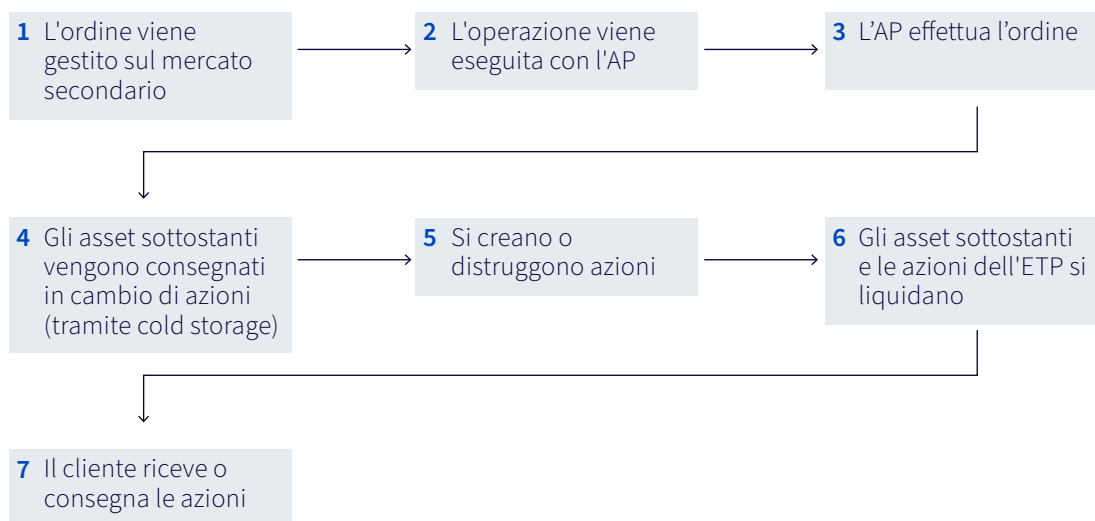 1 L'ordine viene
gestito sul mercato
secondario
2 L'operazione viene
eseguita con l'AP
3 L’AP effettua l’ordine
4 Gli asset sottostanti
vengono consegnati
in cambio di azioni
(tramite cold storage)
5 Si creano o
distruggono azioni
6 Gli asset sottostanti
e le azioni dell'ETP si
liquidano
7 Il cliente riceve o
consegna le azioni